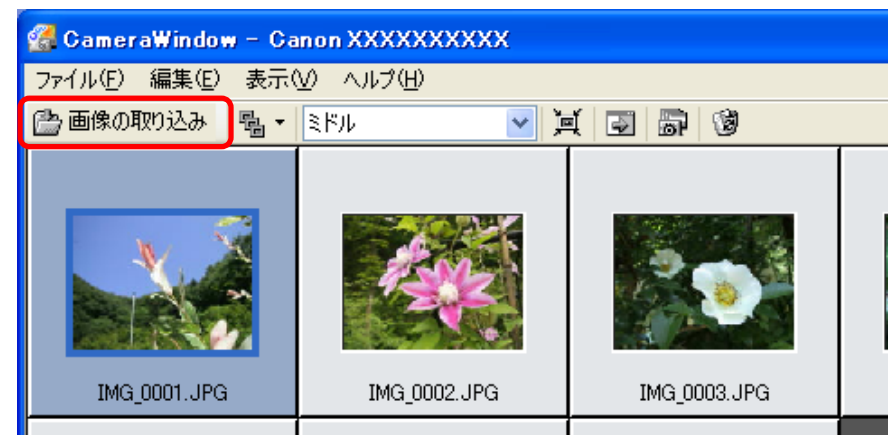 CameraWindow - Canon XXXXXXXXXX
ファイル(F) 編集(E) 表示(V) ヘルプ(H)
画像の取り込み ミドル
IMG_0001.JPG IMG_0002.JPG IMG_0003.JPG